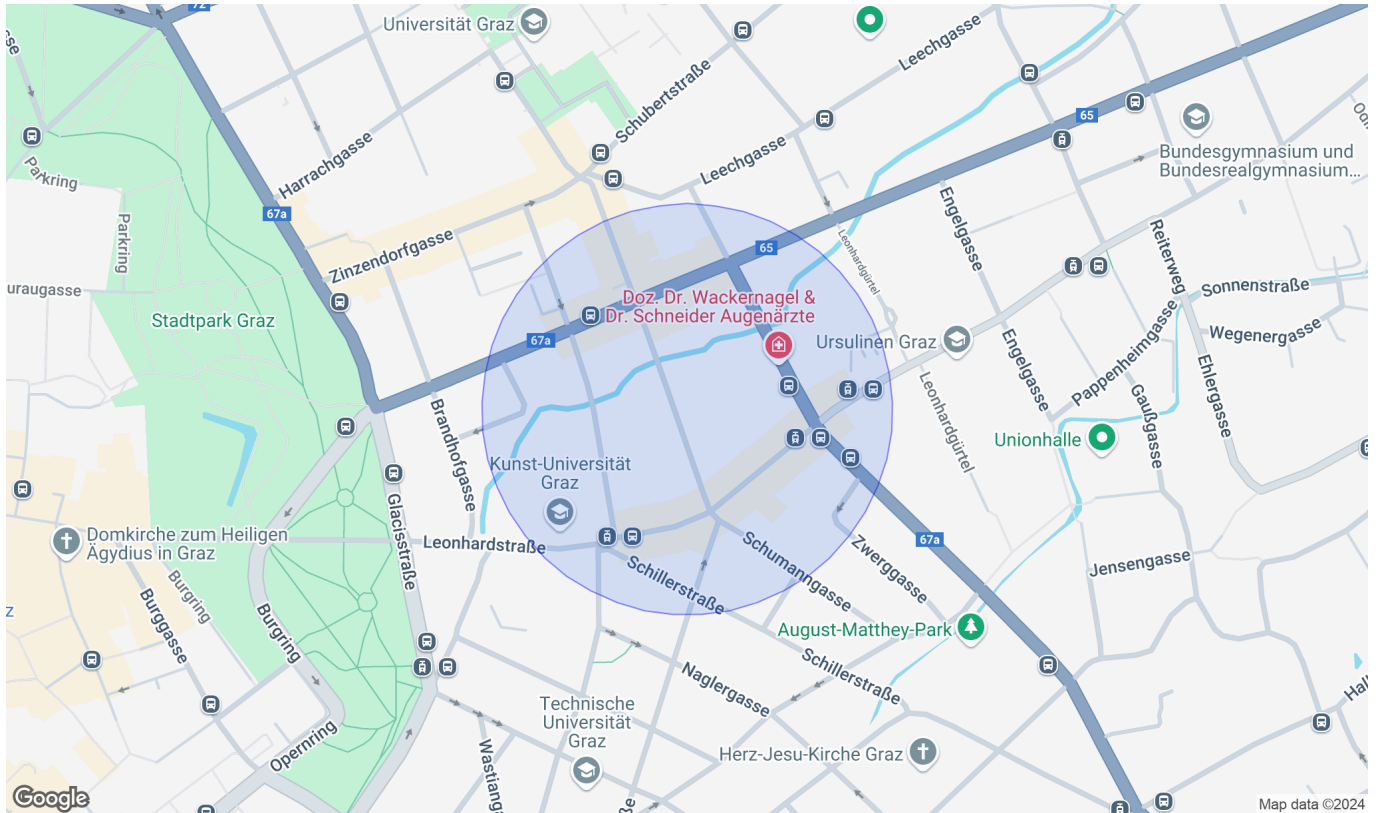 72
Universität Graz
Leechgasse
Schubertstraße
65
Harrachgasse
Bundesgymnasium und
Bundesrealgymnasium...
Parkring
Leechgasse
Engelgasse
67a
Parkring
Zinzendorfgasse
Leonhardgürtel
Reiterweg
65
uraugasse
Sonnenstraße
Stadtpark Graz
Doz. Dr. Wackernagel &
Dr. Schneider Augenärzte
67a
Ursulinen Graz
Wegenergasse
Engelgasse
Pappenheimgasse
Ehlergasse
Leonhardgürtel
Gaußgasse
Brandhofgasse
Unionhalle
Kunst-Universität
Graz
Glacisstraße
Domkirche zum Heiligen
Ägydius in Graz
Leonhardstraße
67a
Schumanngasse
Zwerggasse
Jensengasse
Schillerstraße
Burgring
Burggasse
Burgring
z
August-Matthey-Park
Schillerstraße
Naglergasse
Technische
Universität
Graz
Opernring
Wastianga
Herz-Jesu-Kirche Graz
Google
Map data ©2024